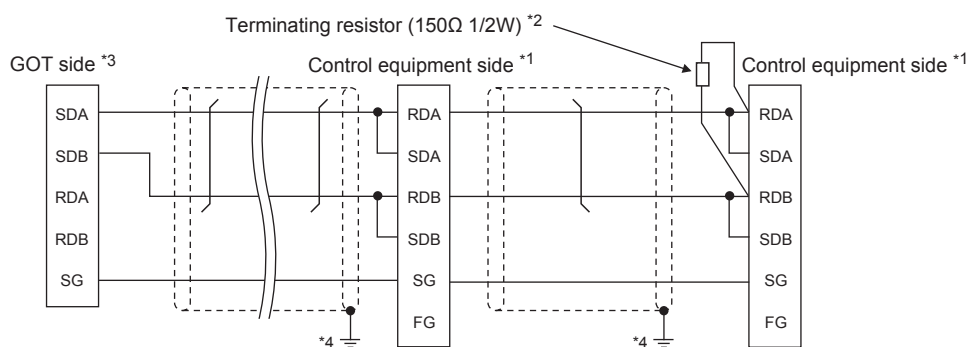 Terminating resistor (150Ω 1/2W) *2
GOT side *3
Control equipment side *1
Control equipment side *1
SDA
SDB
RDA
RDB
SG
RDA
SDA
RDB
SDB
SG
FG
RDA
SDA
RDB
SDB
SG
FG
*4
*4